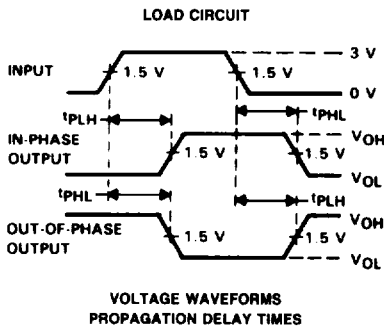 LOAD CIRCUIT
3 V
INPUT
1.5 V
1.5 V
0 V
tPLH
tPHL
IN-PHASE
OUTPUT
VOH
1.5 V
1.5 V
VOL
tPHL
tPLH
OUT-OF-PHASE
OUTPUT
VOH
1.5 V
1.5 V
VOL
VOLTAGE WAVEFORMS
PROPAGATION DELAY TIMES